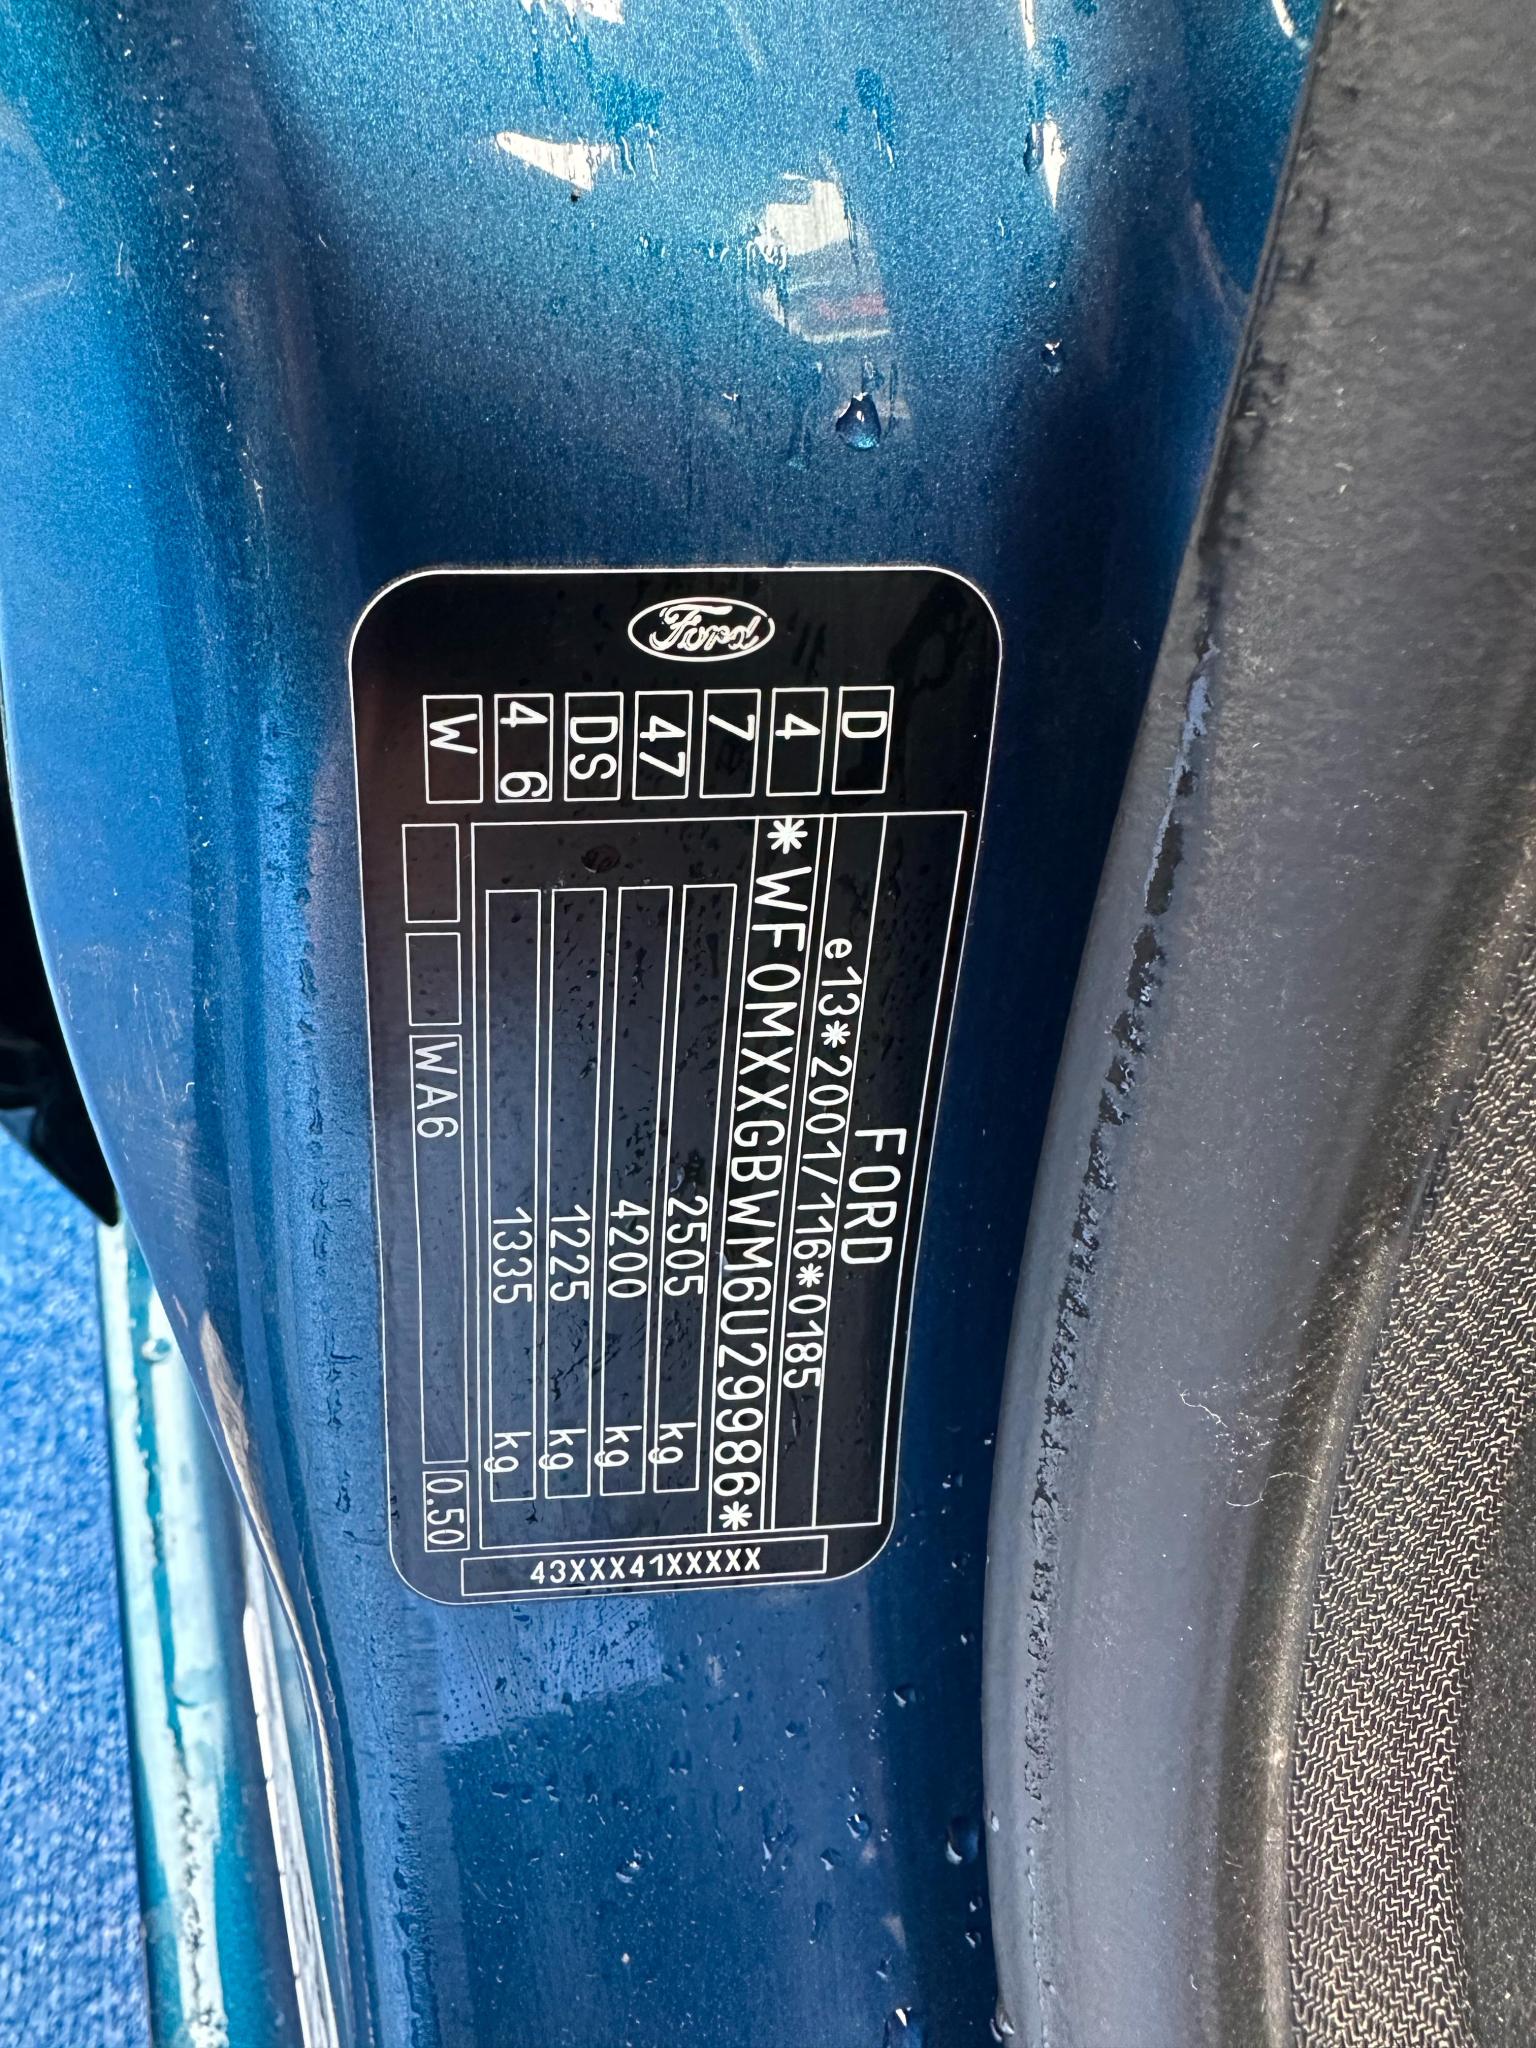 Ford
D
4
7
47
DS
4 6
W
FORD
e13*2001/116*0185
*WF0MXXGBWM6U29986*
2505 kg
4200 kg
1225 kg
1335 kg
WA6
0.50
43XXX41XXXXX